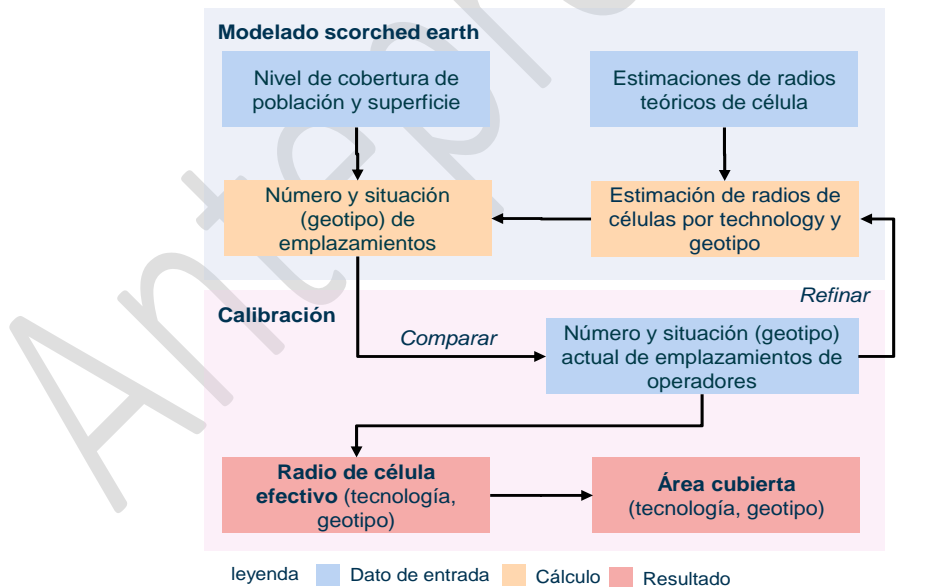 Modelado scorched earth
Nivel de cobertura de
población y superficie
Estimaciones de radios
teóricos de célula
Número y situación
(geotipo) de
emplazamientos
Estimación de radios de
células por technology y
geotipo
Refinar
Calibración
Comparar
Número y situación (geotipo)
actual de emplazamientos de
operadores
Radio de célula
efectivo (tecnología,
geotipo)
Área cubierta
(tecnología, geotipo)
leyenda Dato de entrada Cálculo Resultado
Antepr